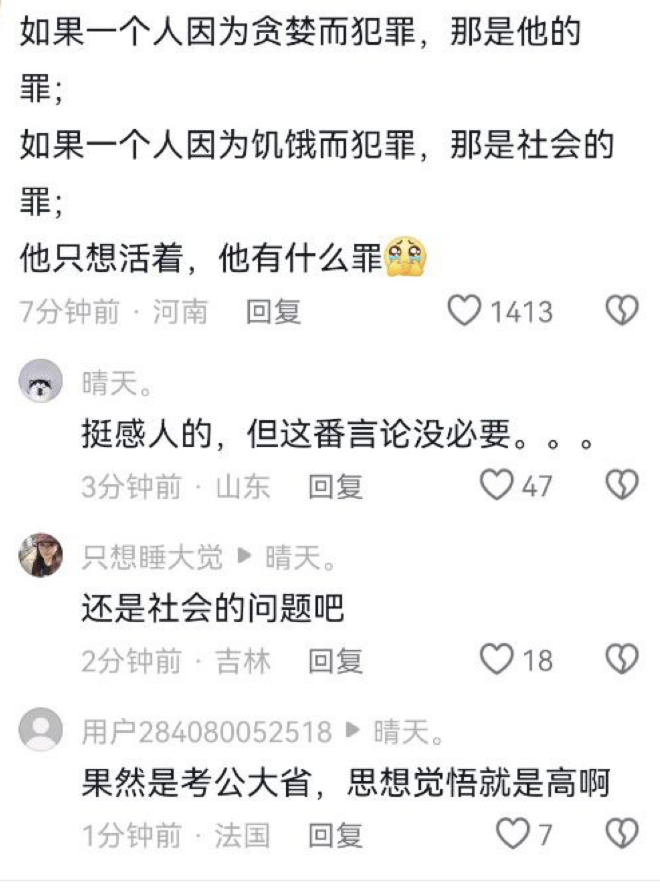 如果一个人因为贪婪而犯罪，那是他的
罪；
如果一个人因为饥饿而犯罪，那是社会的
罪；
他只想活着，他有什么罪🥹
7分钟前 · 河南 回复 1413
晴天。
挺感人的，但这番言论没必要。。。
3分钟前 · 山东 回复 47
只想睡大觉 ▶ 晴天。
还是社会的问题吧
2分钟前 · 吉林 回复 18
用户284080052518 ▶ 晴天。
果然是考公大省，思想觉悟就是高啊
1分钟前 · 法国 回复 7